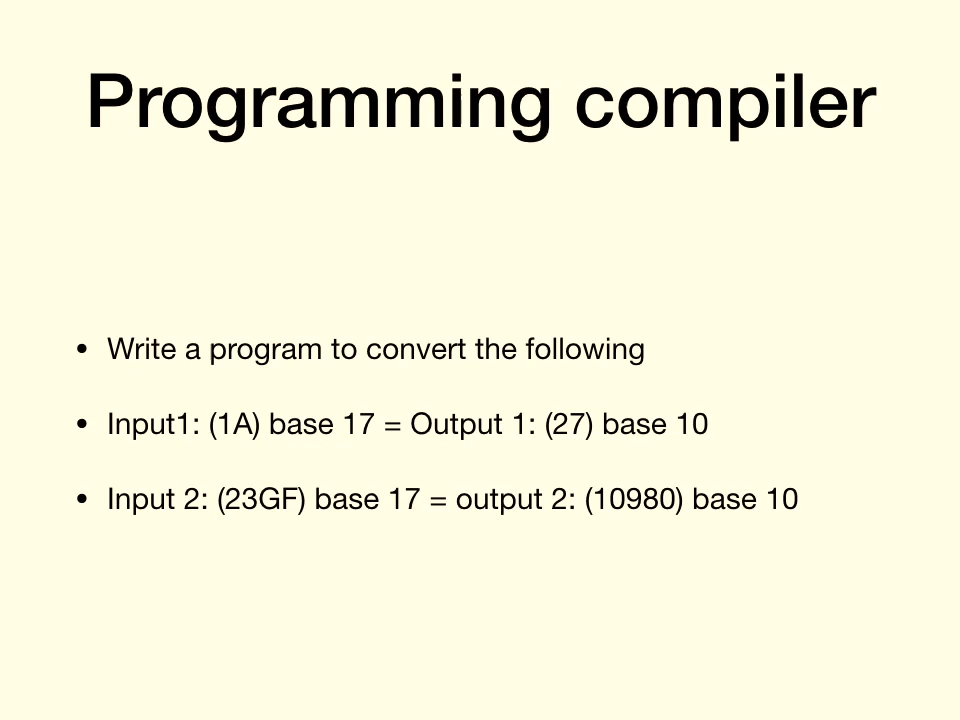 Programming compiler
• Write a program to convert the following
• Input1: (1A) base 17 = Output 1: (27) base 10
• Input 2: (23GF) base 17 = output 2: (10980) base 10